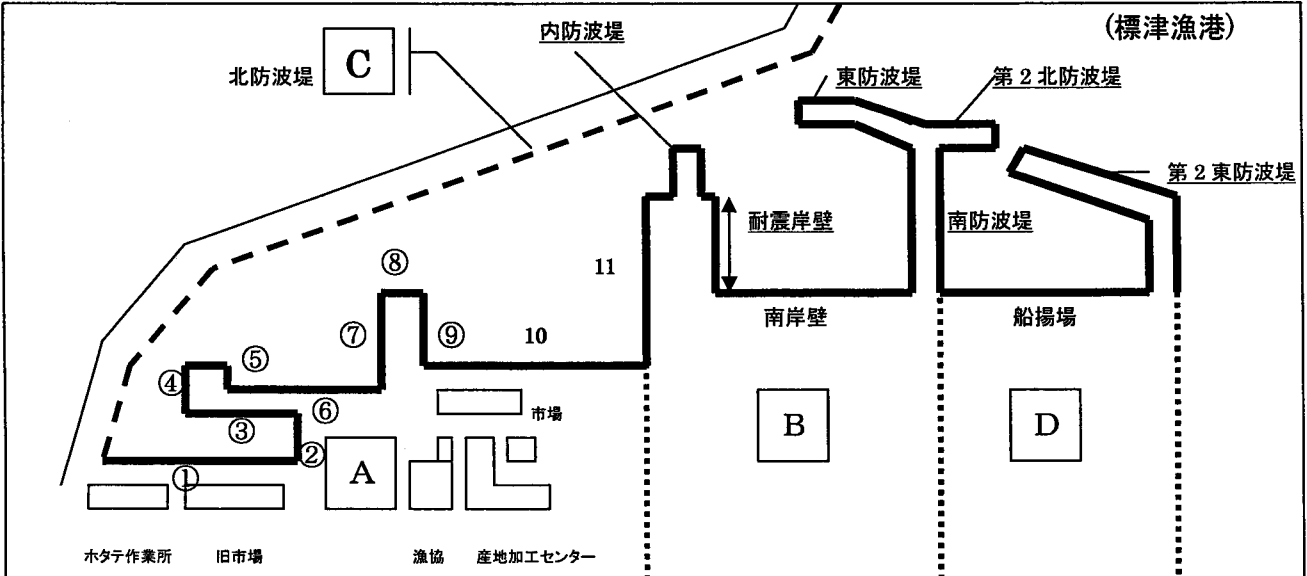 (標津漁港)
内防波堤
北防波堤
C
東防波堤
第2北防波堤
第2東防波堤
耐震岸壁
南防波堤
⑧
11
南岸壁
船揚場
⑦
⑨
10
⑤
④
⑥
市場
③
B
D
②
A
①
ホタテ作業所
旧市場
漁協
産地加工センター